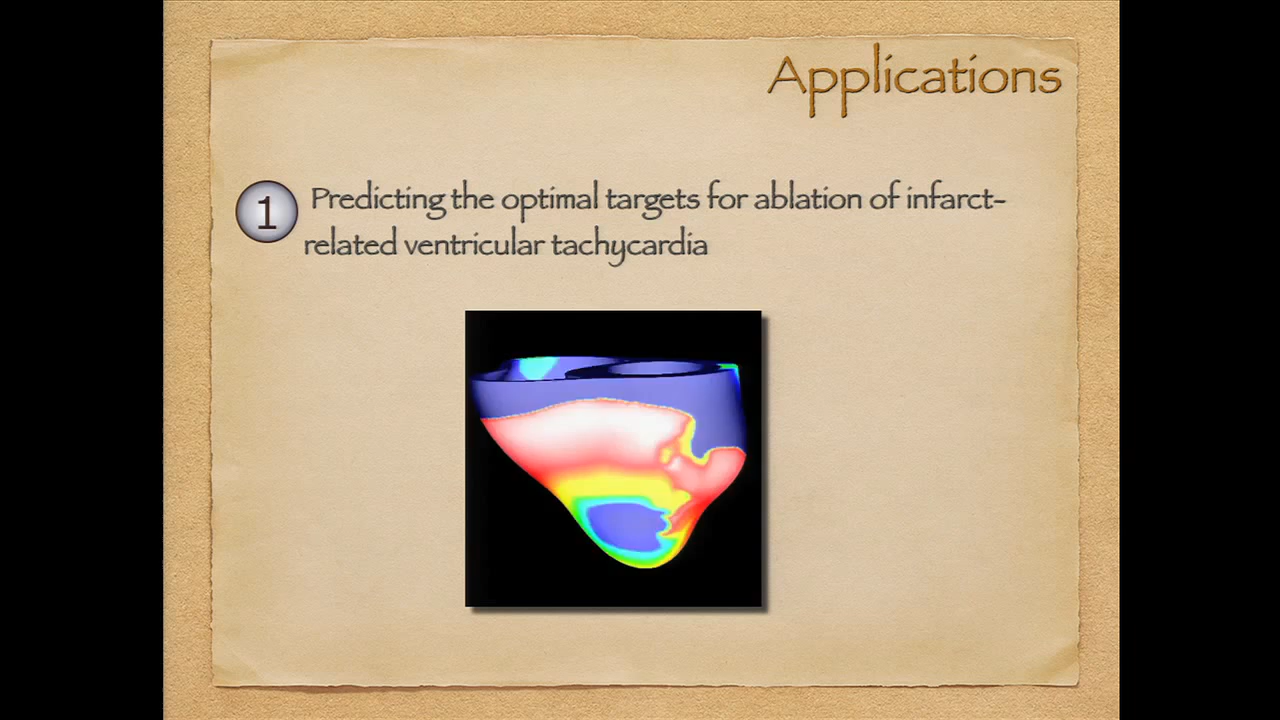 Applications
1 Predicting the optimal targets for ablation of infarct-
related ventricular tachycardia